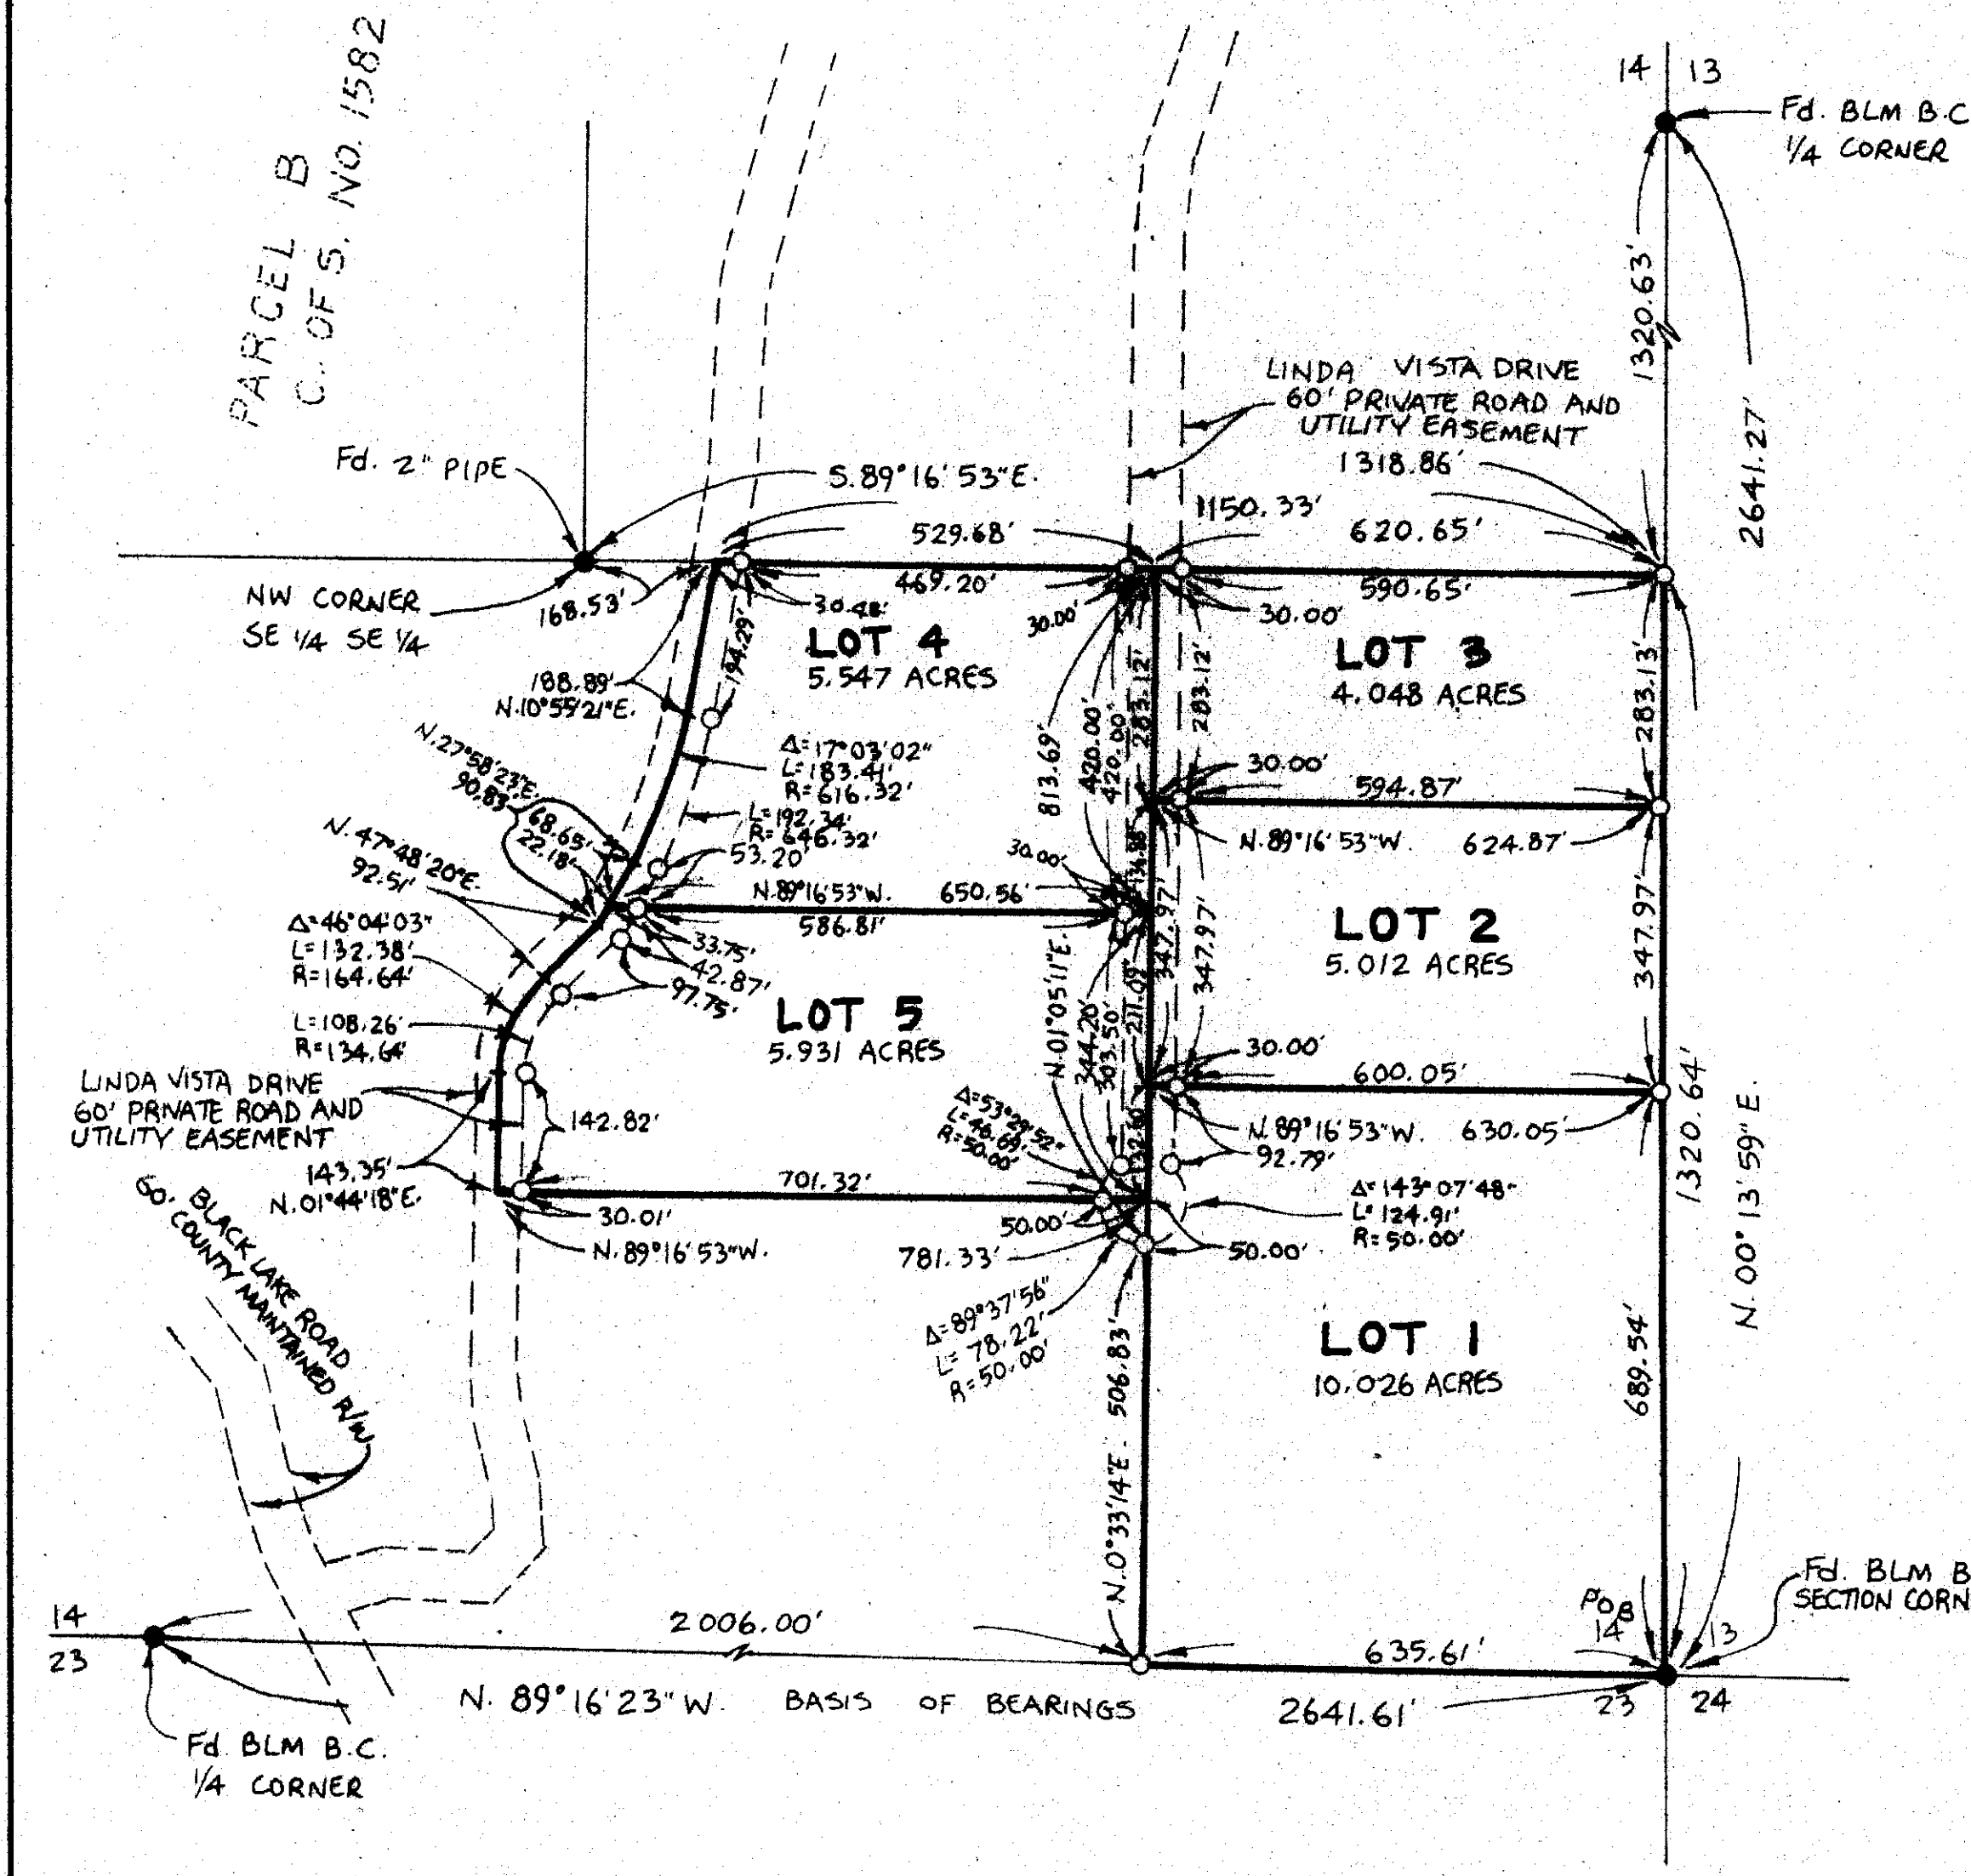 PARCEL B
C. OF S. NO. 1582
14 13
Fd. BLM B.C
1/4 CORNER
1320.63'
2641.27'
LINDA VISTA DRIVE
60' PRIVATE ROAD AND
UTILITY EASEMENT
1318.86'
Fd. 2" PIPE
S.89°16'53"E.
1150.33'
529.68'
620.65'
NW CORNER
SE 1/4 SE 1/4
168.53'
469.20'
30.48'
30.00'
590.65'
30.00'
194.29'
LOT 4
5.547 ACRES
LOT 3
4.048 ACRES
188.89'
N.10°55'21"E.
283.12'
283.12'
283.13'
813.69'
420.00'
420.00'
Δ=17°03'02"
L=183.41'
R=616.32'
L=192.34'
R=646.32'
N.27°58'23"E.
90.83'
68.65'
22.18'
53.20'
30.00'
594.87'
N.89°16'53"W. 624.87'
N.47°48'20"E.
92.51'
30.00'
134.88'
N.89°16'53"W. 650.56'
586.81'
33.75'
42.87'
97.75'
Δ=46°04'03"
L=132.38'
R=164.64'
L=108.26'
R=134.64'
LOT 2
5.012 ACRES
347.97'
347.97'
347.97'
LOT 5
5.931 ACRES
N.01°05'11"E.
344.20'
303.50'
211.09'
LINDA VISTA DRIVE
60' PRIVATE ROAD AND
UTILITY EASEMENT
142.82'
30.00'
600.05'
N.89°16'53"W. 630.05'
92.79'
1320.64'
N.00°13'59"E.
Δ=53°29'52"
L=46.69'
R=50.00'
132.60'
143.35'
N.01°44'18"E.
701.32'
30.01'
N.89°16'53"W.
50.00'
781.33'
50.00'
Δ=143°07'48"
L=124.91'
R=50.00'
BLACK LAKE ROAD
60' COUNTY MAINTAINED R/W
Δ=89°37'56"
L=78.22'
R=50.00'
LOT 1
10.026 ACRES
N.0°33'14"E. 506.83'
689.54'
Fd. BLM B
SECTION CORN
POB
14 13
14
23
2006.00'
635.61'
N. 89°16'23"W. BASIS OF BEARINGS
2641.61'
23 24
Fd. BLM B.C.
1/4 CORNER